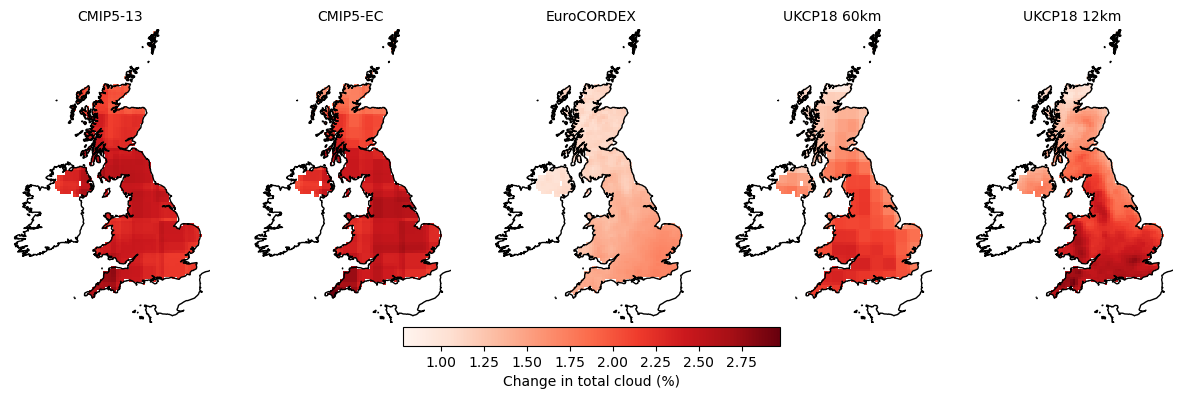 CMIP5-13 CMIP5-EC EuroCORDEX UKCP18 60km UKCP18 12km
1.00 1.25 1.50 1.75 2.00 2.25 2.50 2.75
Change in total cloud (%)